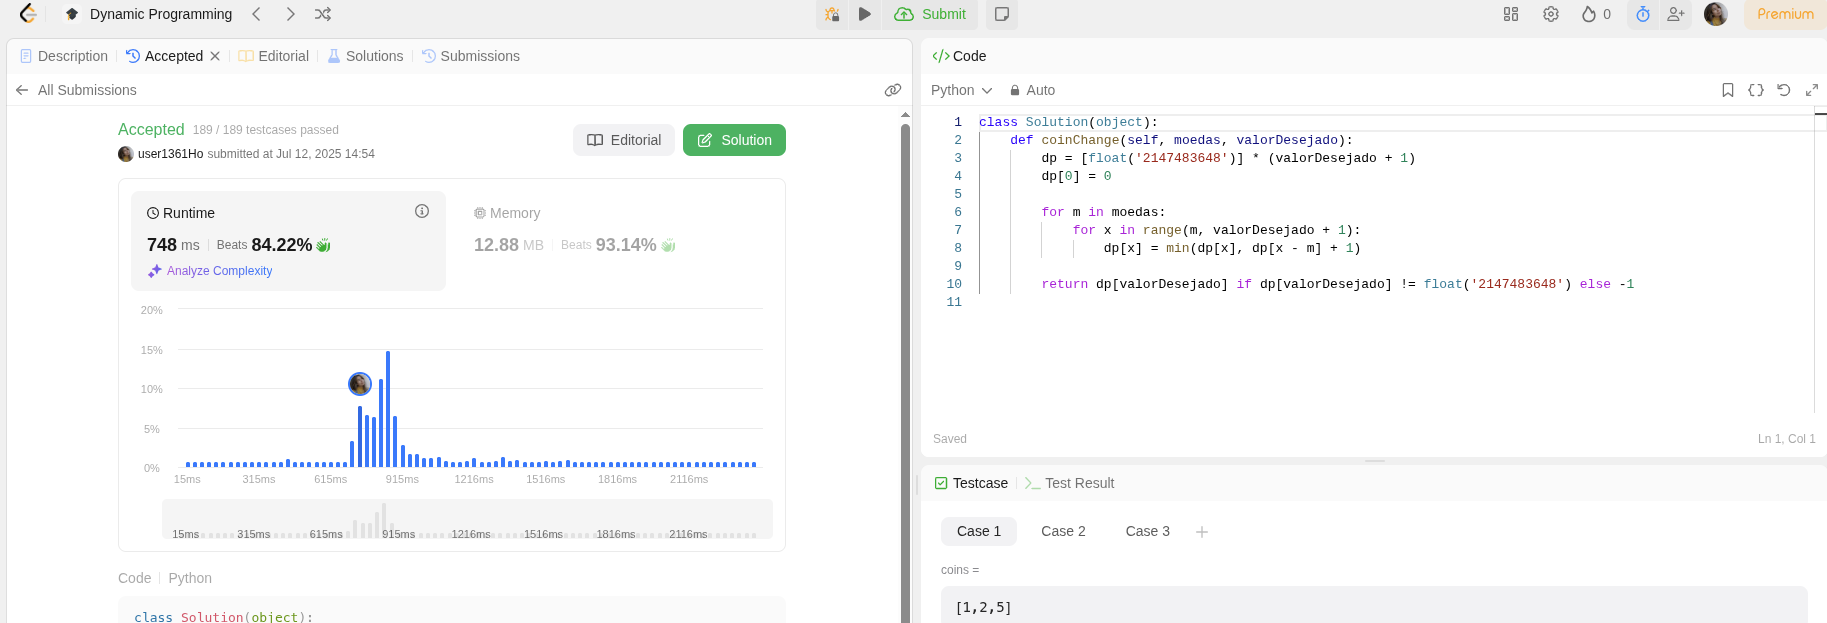 Dynamic Programming
Submit
0
Premium
Description
Accepted
Editorial
Solutions
Submissions
All Submissions
Accepted 189 / 189 testcases passed
user1361Ho submitted at Jul 12, 2025 14:54
Editorial
Solution
Runtime
748 ms Beats 84.22%
Analyze Complexity
Memory
12.88 MB Beats 93.14%
20%
15%
10%
5%
0%
15ms 315ms 615ms 915ms 1216ms 1516ms 1816ms 2116ms
15ms 315ms 615ms 915ms 1216ms 1516ms 1816ms 2116ms
Code Python
class Solution(object):
</> Code
Python Auto
1 class Solution(object):
2 def coinChange(self, moedas, valorDesejado):
3 dp = [float('2147483648')] * (valorDesejado + 1)
4 dp[0] = 0
5
6 for m in moedas:
7 for x in range(m, valorDesejado + 1):
8 dp[x] = min(dp[x], dp[x - m] + 1)
9
10 return dp[valorDesejado] if dp[valorDesejado] != float('2147483648') else -1
11
Saved
Ln 1, Col 1
Testcase
Test Result
Case 1 Case 2 Case 3 +
coins =
[1,2,5]